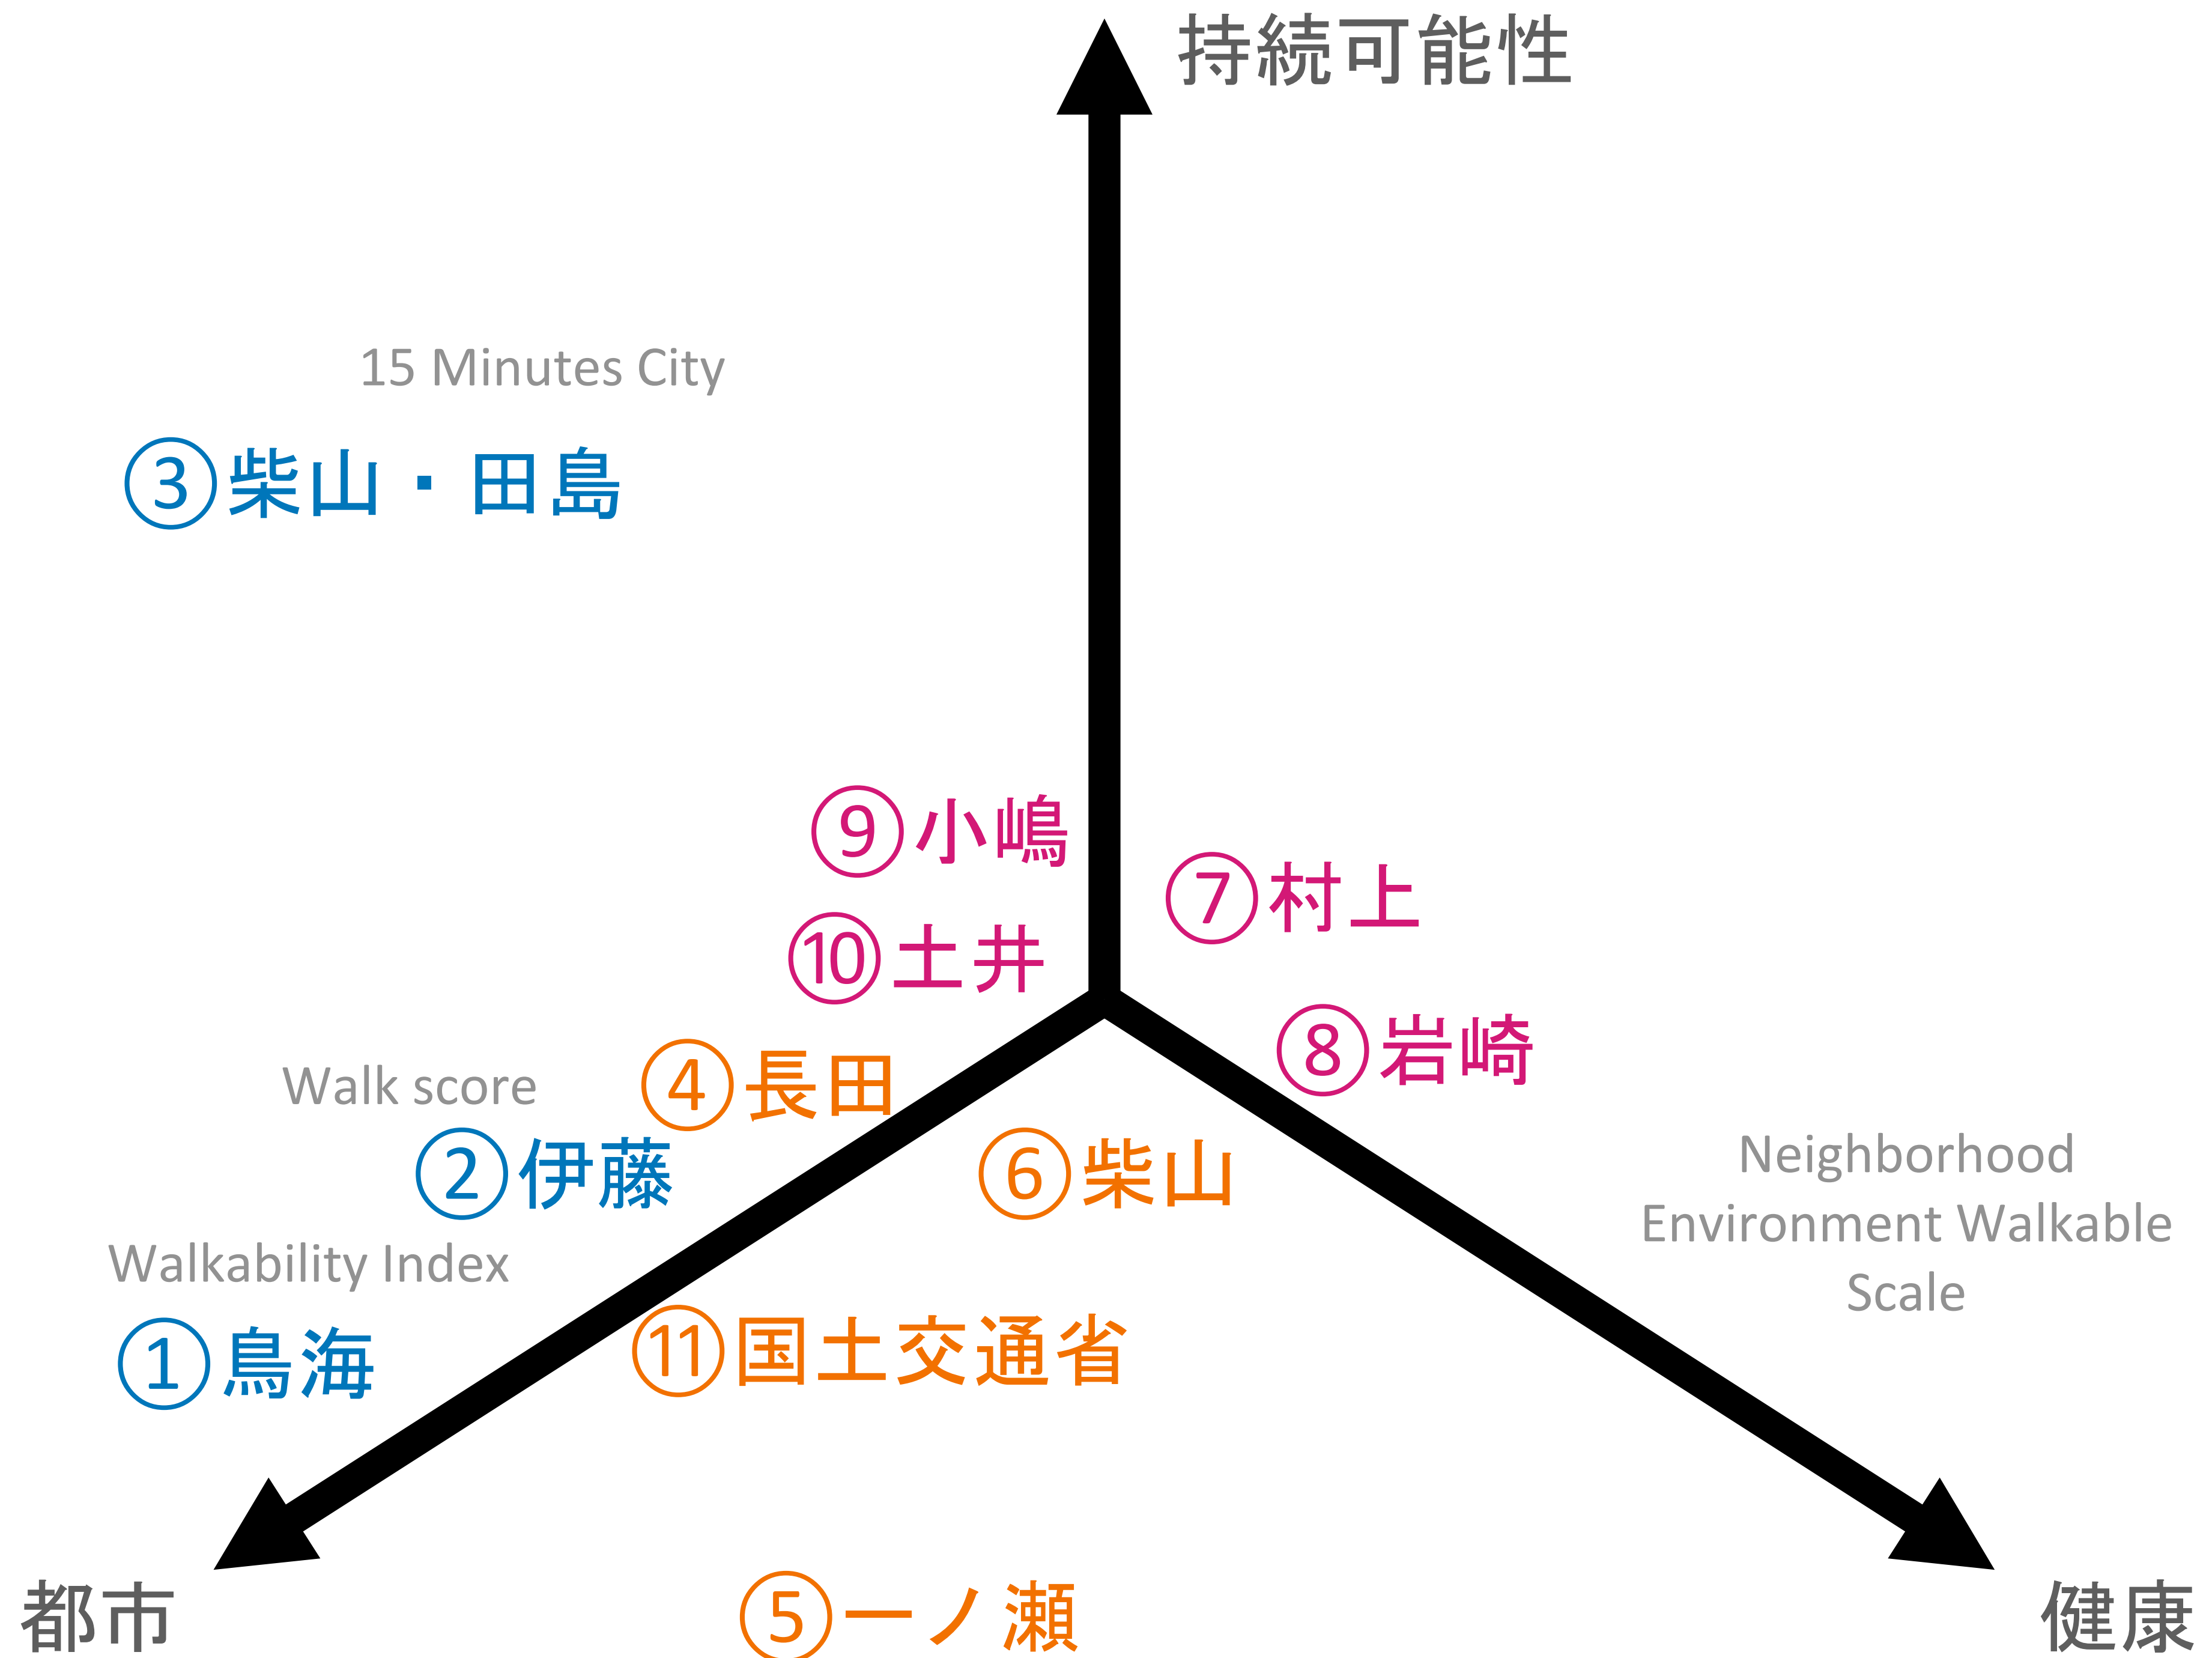 持続可能性
15 Minutes City
③柴山・田島
⑨小嶋
⑦村上
⑩土井
⑧岩崎
④長田
Walk score
②伊藤
⑥柴山
Neighborhood
Environment Walkable
Scale
Walkability Index
①鳥海
⑪国土交通省
⑤一ノ瀬
都市
健康